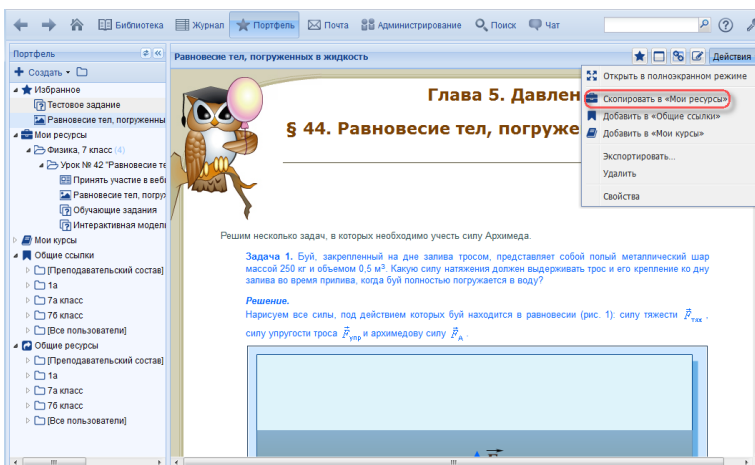 Библиотека Журнал Портфель Почта Администрирование Поиск Чат
Портфель
Создать
Избранное
Тестовое задание
Равновесие тел, погруженны
Мои ресурсы
Физика, 7 класс (4)
Урок № 42 "Равновесие те
Принять участие в веби
Равновесие тел, погруз
Обучающие задания
Интерактивная модель
Мои курсы
Общие ссылки
[Преподавательский состав]
1а
7а класс
7б класс
[Все пользователи]
Общие ресурсы
[Преподавательский состав]
1а
7а класс
7б класс
[Все пользователи]
Равновесие тел, погруженных в жидкость
Действия
Открыть в полноэкранном режиме
Скопировать в «Мои ресурсы»
Добавить в «Общие ссылки»
Добавить в «Мои курсы»
Экспортировать...
Удалить
Свойства
Глава 5. Давлен
§ 44. Равновесие тел, погруже
Решим несколько задач, в которых необходимо учесть силу Архимеда.
Задача 1. Буй, закрепленный на дне залива тросом, представляет собой полый металлический шар
массой 250 кг и объемом 0,5 м³. Какую силу натяжения должен выдерживать трос и его крепление ко дну
залива во время прилива, когда буй полностью погружается в воду?
Решение.
Нарисуем все силы, под действием которых буй находится в равновесии (рис. 1): силу тяжести F⃗тяж ,
силу упругости троса F⃗упр и архимедову силу F⃗А .